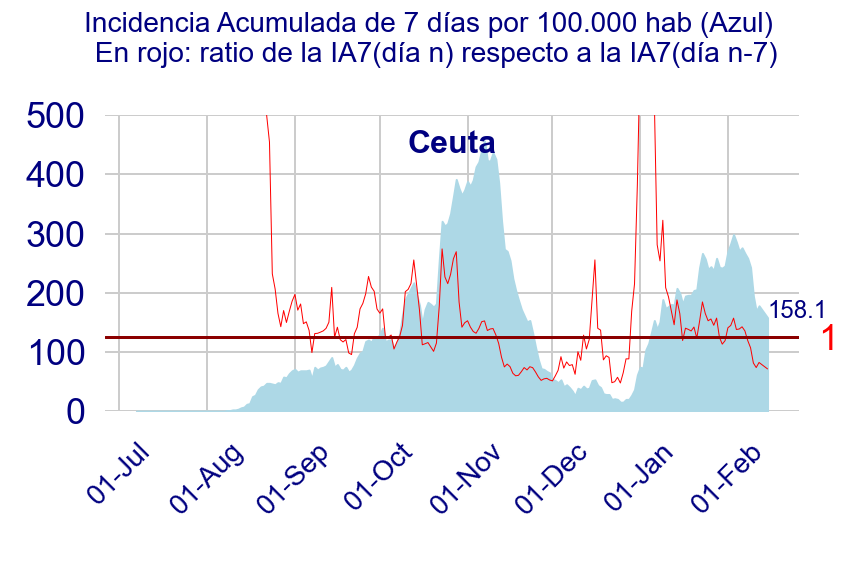 Incidencia Acumulada de 7 días por 100.000 hab (Azul)
En rojo: ratio de la IA7(día n) respecto a la IA7(día n-7)
Ceuta
500
400
300
200
100
0
158.1
1
01-Jul
01-Aug
01-Sep
01-Oct
01-Nov
01-Dec
01-Jan
01-Feb